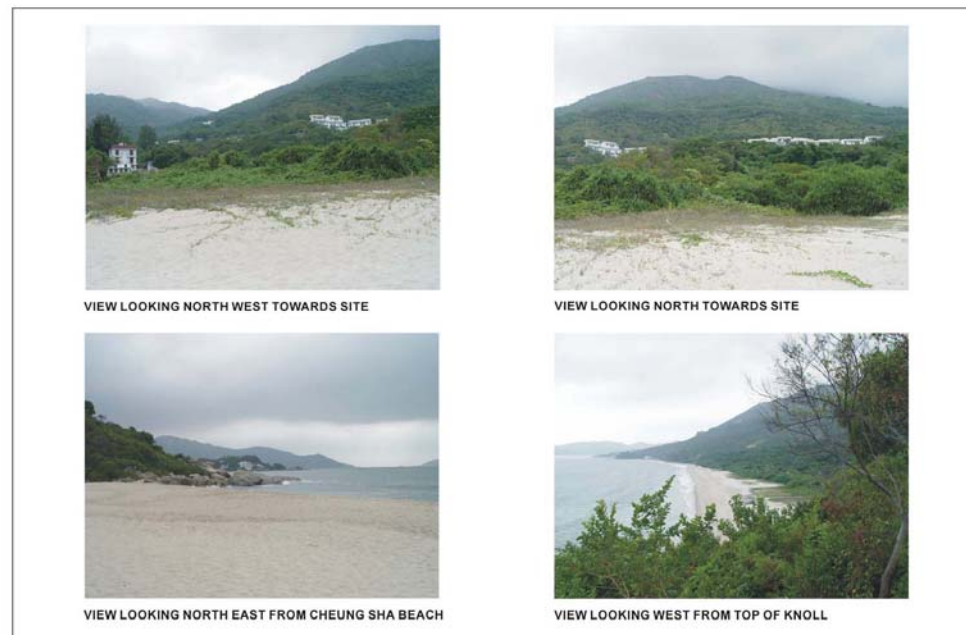 VIEW LOOKING NORTH WEST TOWARDS SITE
VIEW LOOKING NORTH TOWARDS SITE
VIEW LOOKING NORTH EAST FROM CHEUNG SHA BEACH
VIEW LOOKING WEST FROM TOP OF KNOLL